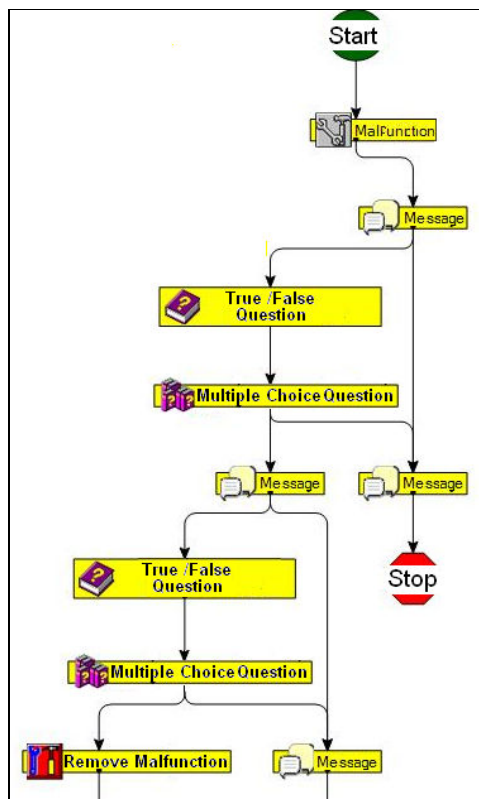 Start
Malfunction
Message
True /False
Question
Multiple Choice Question
Message
Message
True /False
Question
Stop
Multiple Choice Question
Remove Malfunction
Message